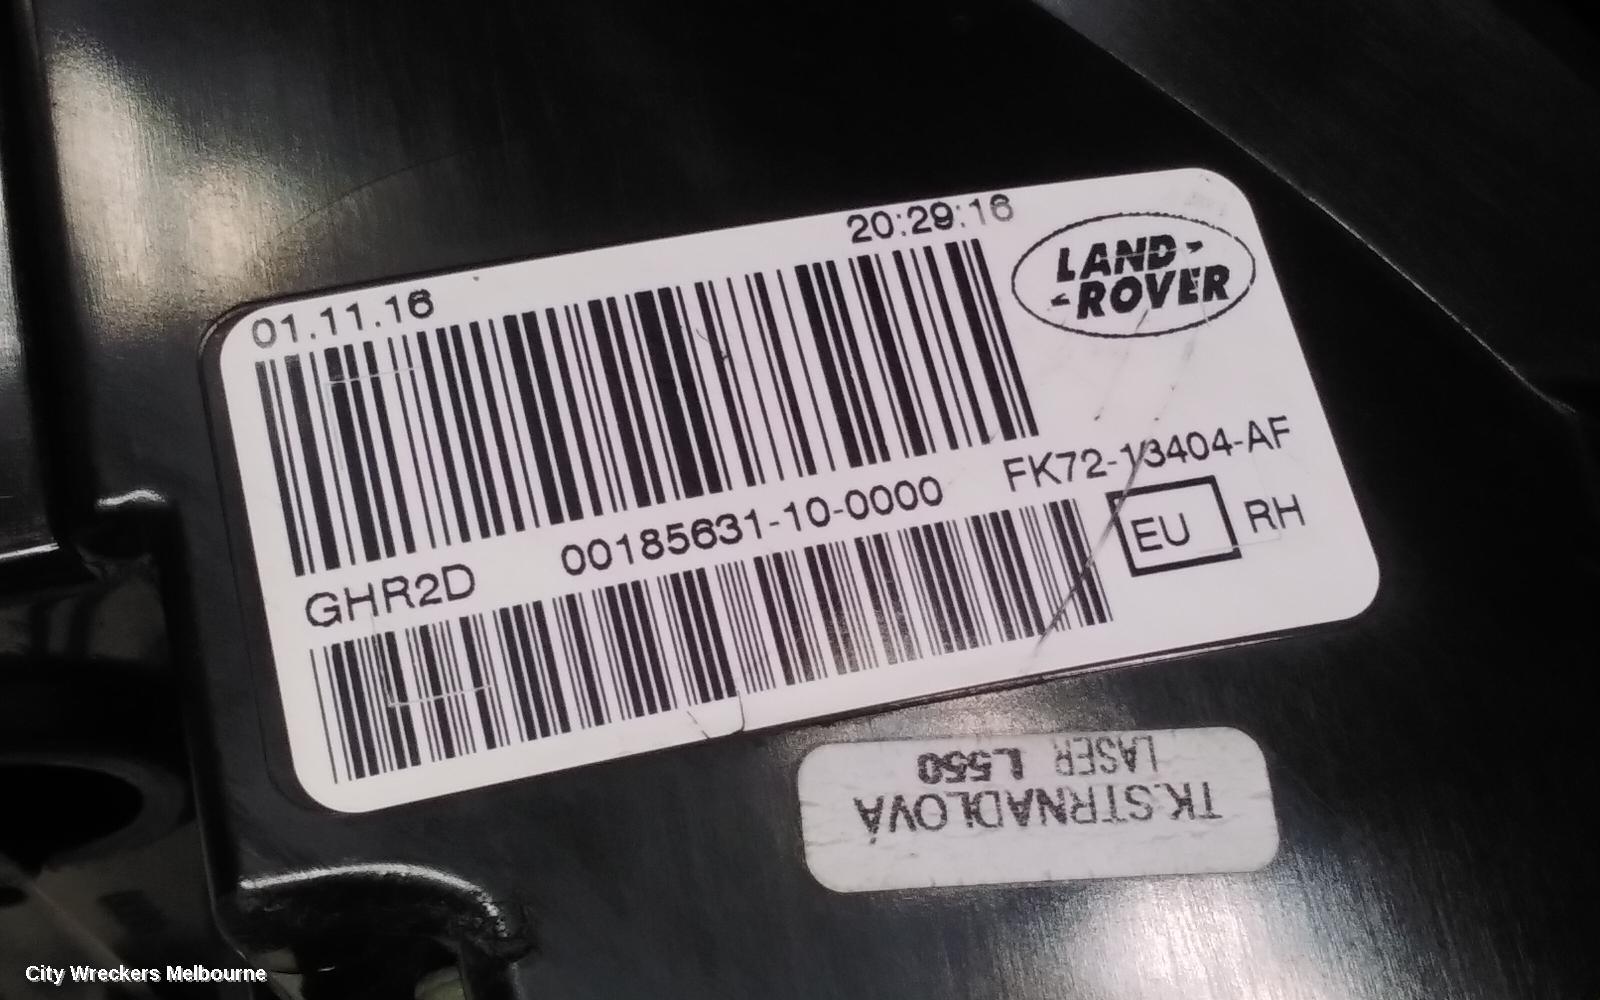 20:29:16
01.11.16
LAND
ROVER
FK72-13404-AF
00185631-10-0000
EU RH
GHR2D
TK.STRNADLOVÁ
LASER L550
City Wreckers Melbourne